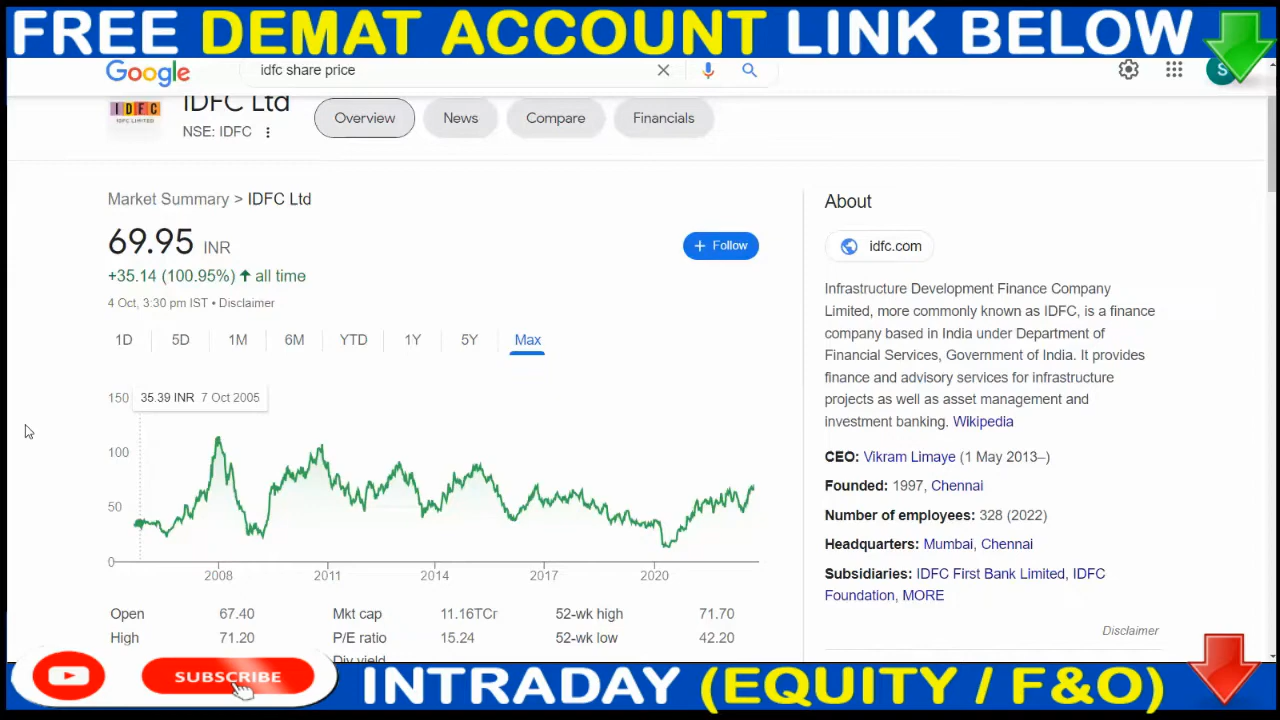 FREE DEMAT ACCOUNT LINK BELOW
Google
idfc share price
S
IDFC
IDFC LIMITED
IDFC Ltd
NSE: IDFC
Overview
News
Compare
Financials
Market Summary > IDFC Ltd
69.95 INR
+ Follow
+35.14 (100.95%) ↑ all time
4 Oct, 3:30 pm IST • Disclaimer
1D 5D 1M 6M YTD 1Y 5Y Max
35.39 INR 7 Oct 2005
150
100
50
0
2008 2011 2014 2017 2020
Open 67.40 Mkt cap 11.16TCr 52-wk high 71.70
High 71.20 P/E ratio 15.24 52-wk low 42.20
Div yield
About
idfc.com
Infrastructure Development Finance Company
Limited, more commonly known as IDFC, is a finance
company based in India under Department of
Financial Services, Government of India. It provides
finance and advisory services for infrastructure
projects as well as asset management and
investment banking. Wikipedia
CEO: Vikram Limaye (1 May 2013–)
Founded: 1997, Chennai
Number of employees: 328 (2022)
Headquarters: Mumbai, Chennai
Subsidiaries: IDFC First Bank Limited, IDFC
Foundation, MORE
Disclaimer
SUBSCRIBE
INTRADAY (EQUITY / F&O)